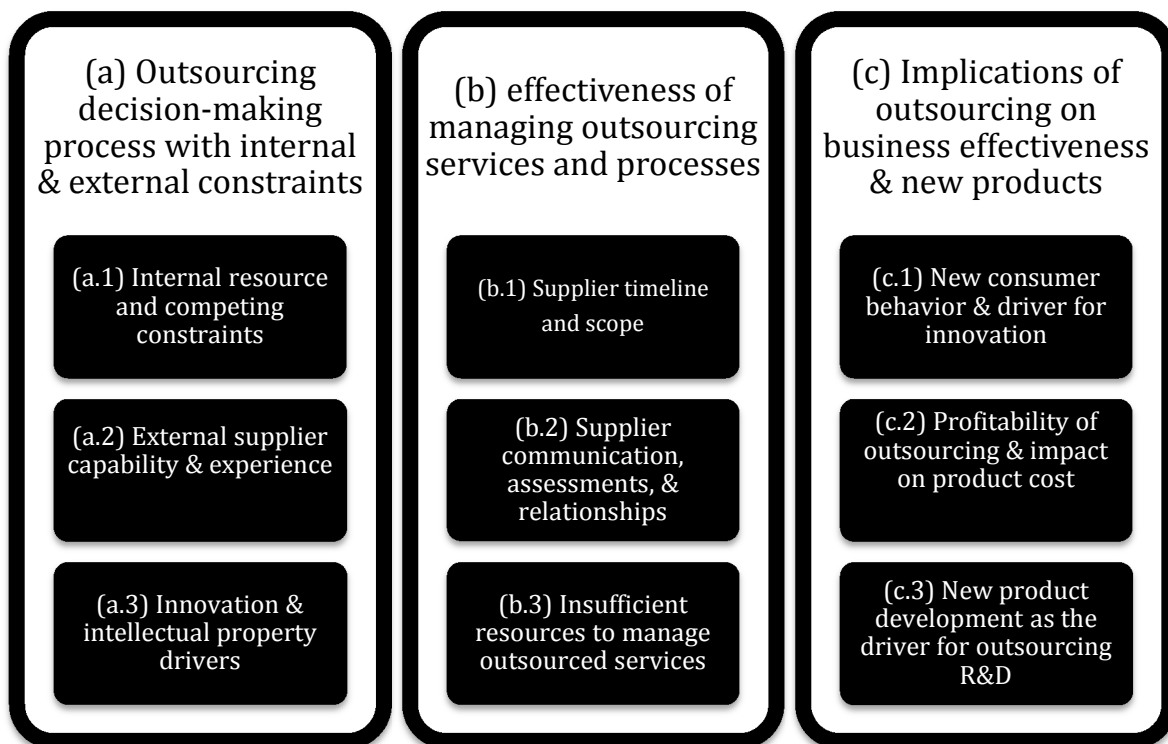 (a) Outsourcing
decision-making
process with internal
& external constraints
(a.1) Internal resource
and competing
constraints
(a.2) External supplier
capability & experience
(a.3) Innovation &
intellectual property
drivers
(b) effectiveness of
managing outsourcing
services and processes
(b.1) Supplier timeline
and scope
(b.2) Supplier
communication,
assessments, &
relationships
(b.3) Insufficient
resources to manage
outsourced services
(c) Implications of
outsourcing on
business effectiveness
& new products
(c.1) New consumer
behavior & driver for
innovation
(c.2) Profitability of
outsourcing & impact
on product cost
(c.3) New product
development as the
driver for outsourcing
R&D